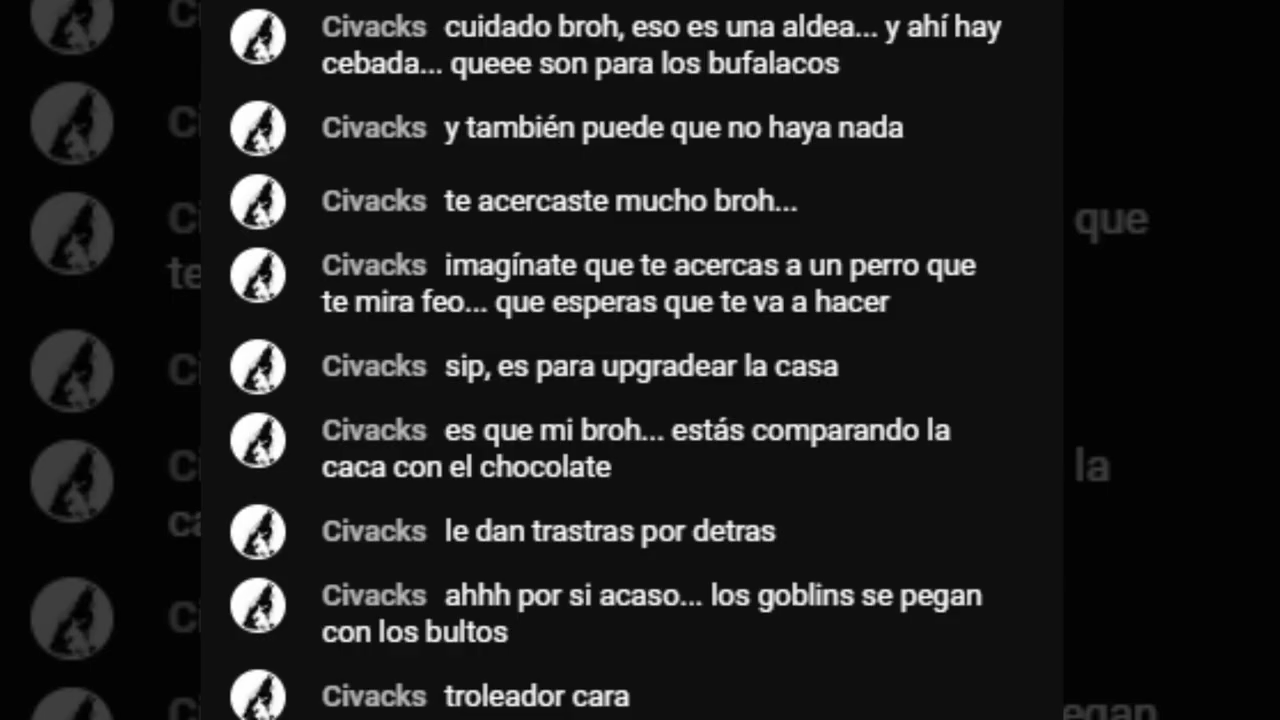 Civacks cuidado broh, eso es una aldea... y ahí hay
cebada... queee son para los bufalacos
Civacks y también puede que no haya nada
Civacks te acercaste mucho broh...
Civacks imagínate que te acercas a un perro que
te mira feo... que esperas que te va a hacer
Civacks sip, es para upgradear la casa
Civacks es que mi broh... estás comparando la
caca con el chocolate
Civacks le dan trastras por detras
Civacks ahhh por si acaso... los goblins se pegan
con los bultos
Civacks troleador cara
que
te
la